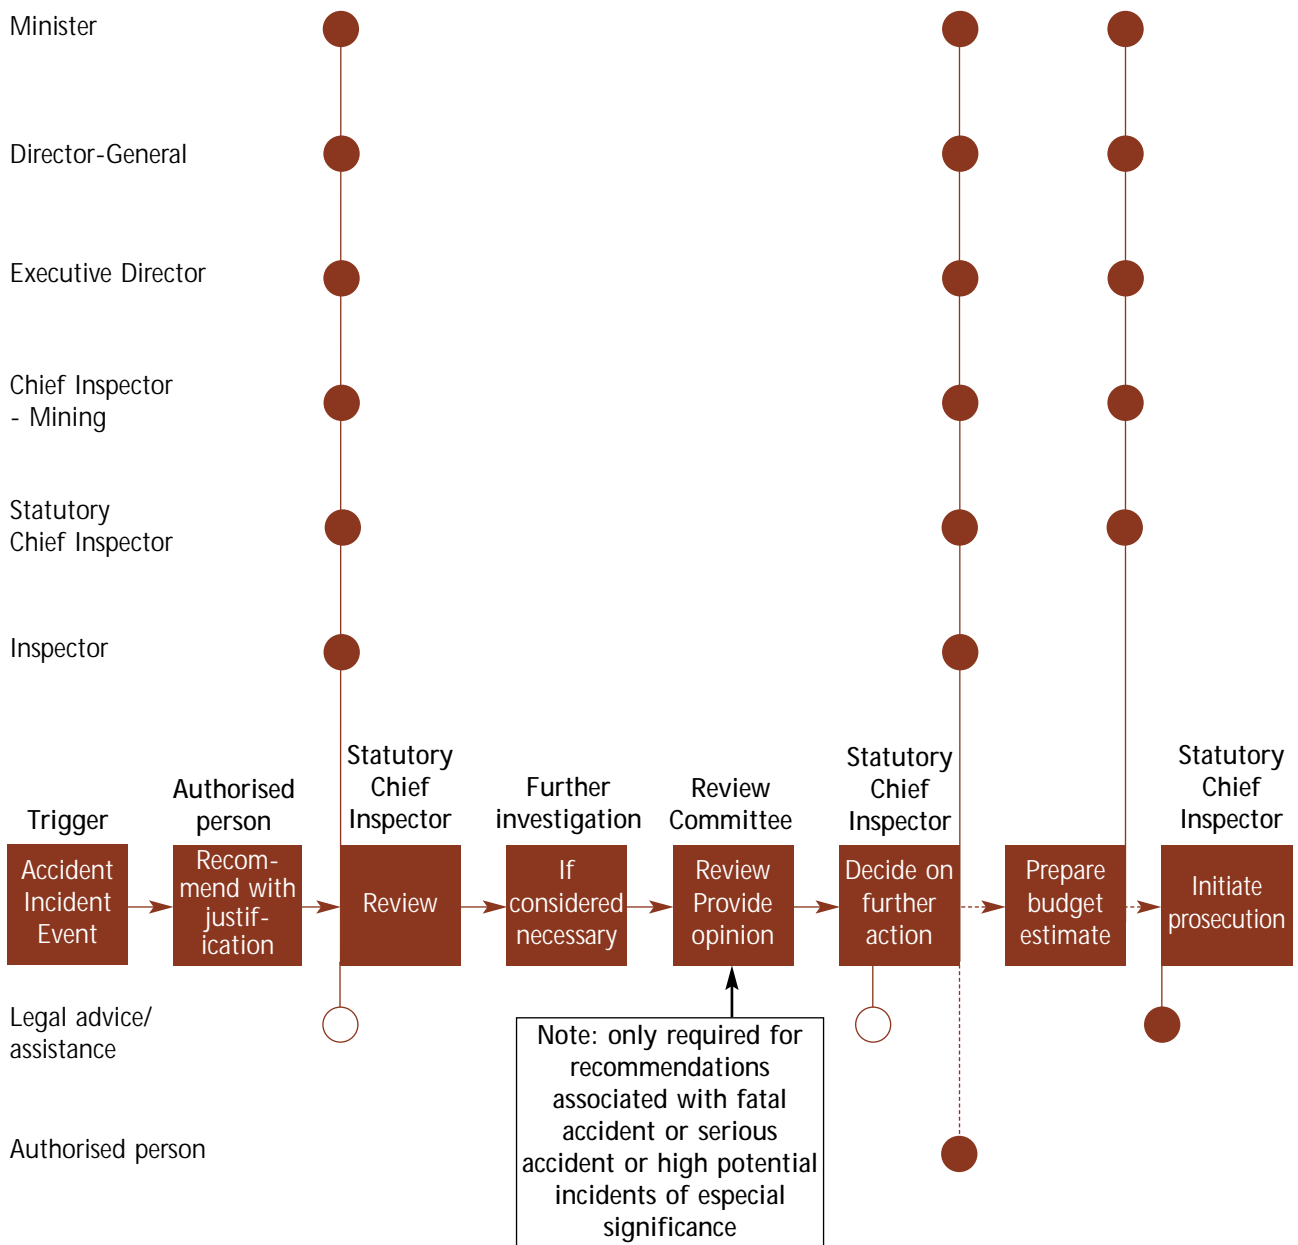 Minister
Director-General
Executive Director
Chief Inspector
- Mining
Statutory
Chief Inspector
Inspector
Trigger
Authorised
person
Statutory
Chief
Inspector
Further
investigation
Review
Committee
Statutory
Chief
Inspector
Statutory
Chief
Inspector
Accident
Incident
Event
Recom-
mend with
justif-
ication
Review
If
considered
necessary
Review
Provide
opinion
Decide on
further
action
Prepare
budget
estimate
Initiate
prosecution
Legal advice/
assistance
Note: only required for
recommendations
associated with fatal
accident or serious
accident or high potential
incidents of especial
significance
Authorised person